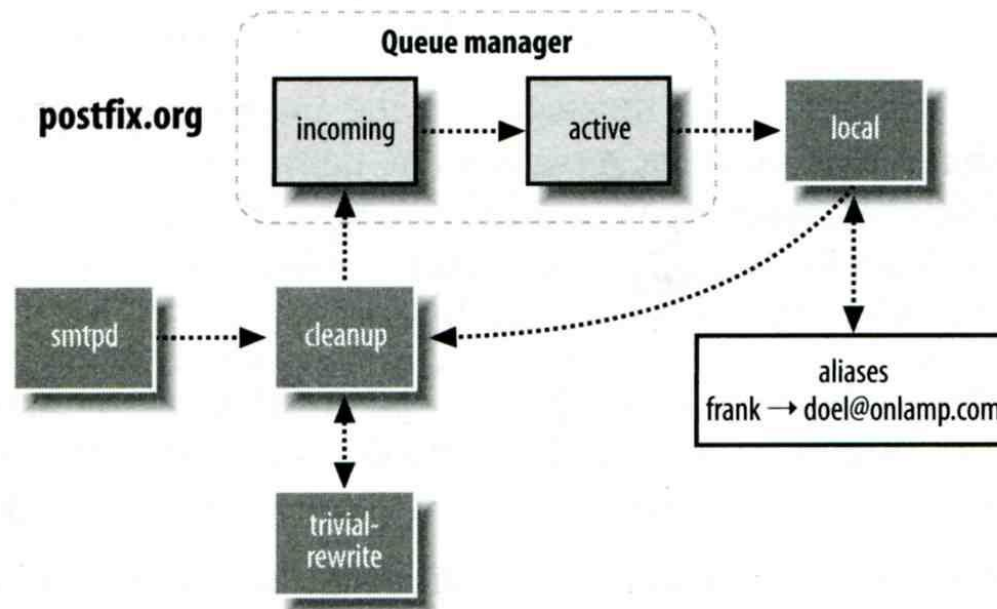 Queue manager
postfix.org
incoming
active
local
smtpd
cleanup
aliases
frank → doel@onlamp.com
trivial-
rewrite